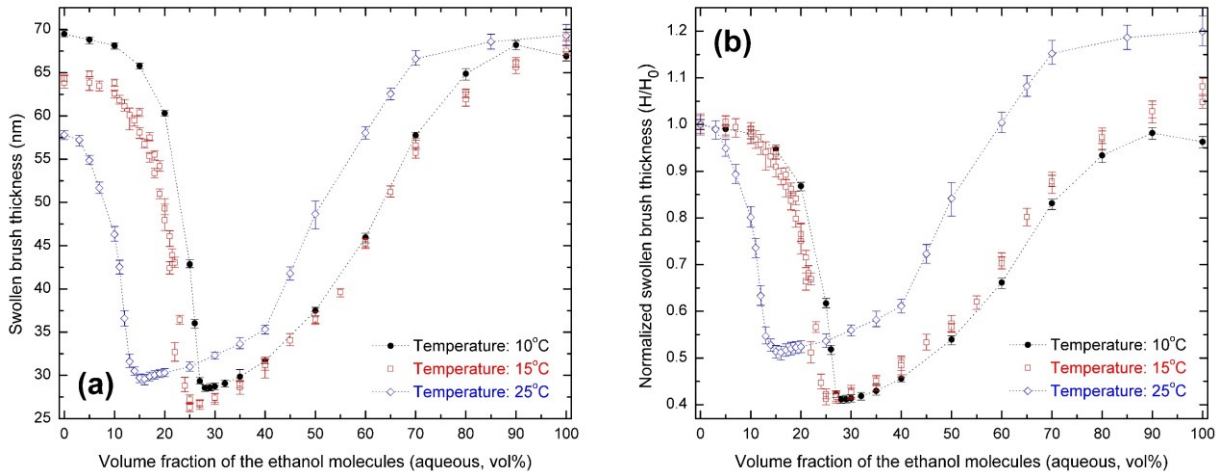 70
65
60
55
50
45
40
35
30
25
Swollen brush thickness (nm)
(a)
Temperature: 10°C
Temperature: 15°C
Temperature: 25°C
0 10 20 30 40 50 60 70 80 90 100
Volume fraction of the ethanol molecules (aqueous, vol%)
1.2
1.1
1.0
0.9
0.8
0.7
0.6
0.5
0.4
Normalized swollen brush thickness (H/H₀)
(b)
Temperature: 10°C
Temperature: 15°C
Temperature: 25°C
0 10 20 30 40 50 60 70 80 90 100
Volume fraction of the ethanol molecules (aqueous, vol%)